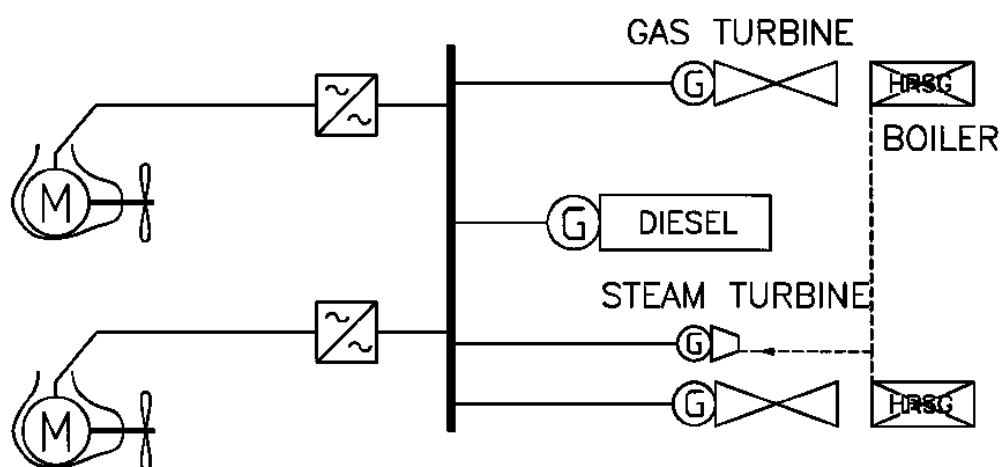 GAS TURBINE
G
HRSG
BOILER
M
G
DIESEL
STEAM TURBINE
G
M
G
HRSG